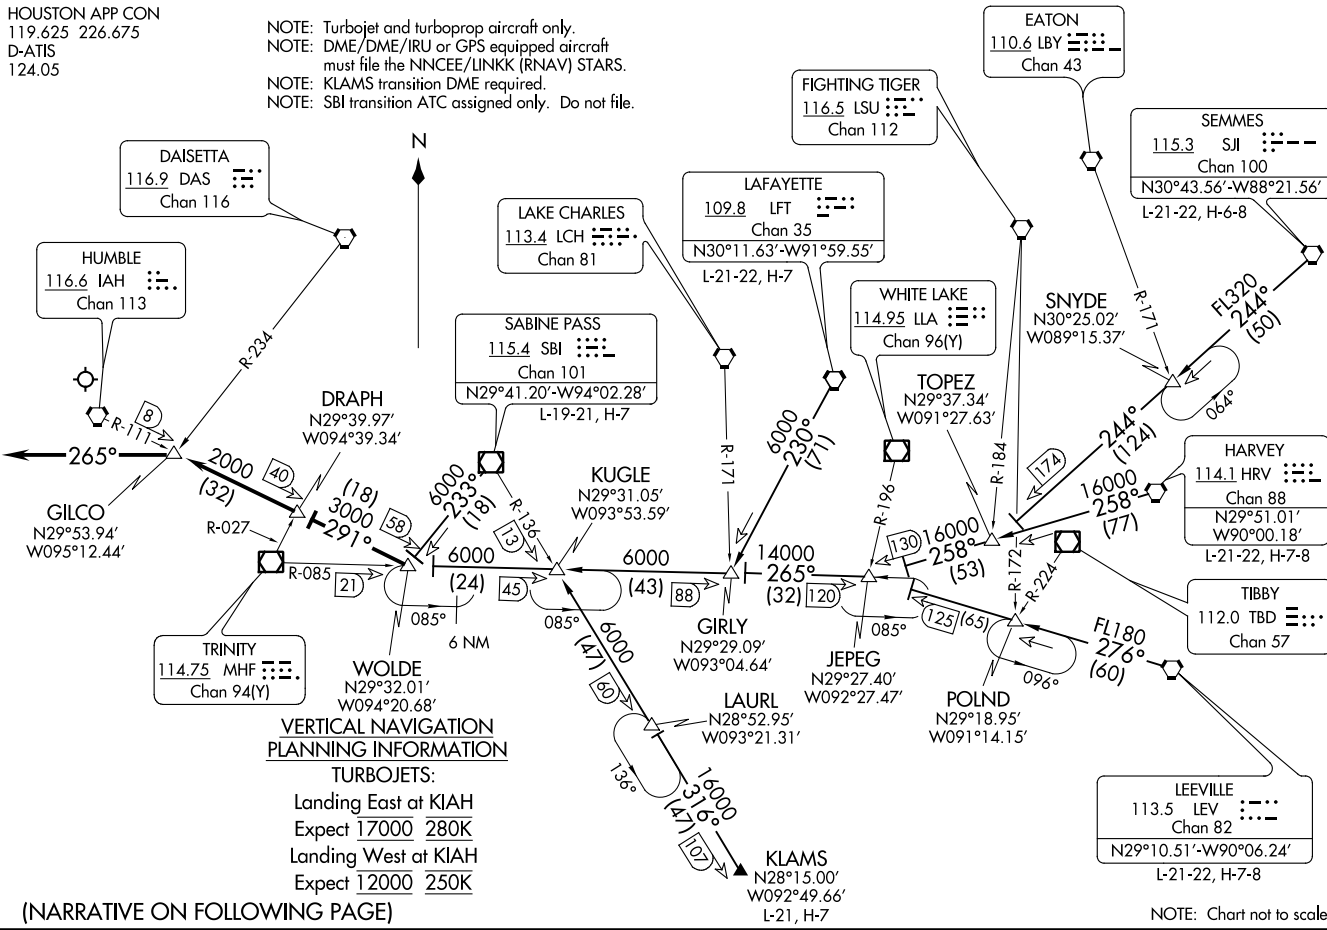 HOUSTON APP CON
119.625 226.675
D-ATIS
124.05
NOTE: Turbojet and turboprop aircraft only.
NOTE: DME/DME/IRU or GPS equipped aircraft
must file the NNCEE/LINKK (RNAV) STARS.
NOTE: KLAMS transition DME required.
NOTE: SBI transition ATC assigned only. Do not file.
EATON
110.6 LBY
Chan 43
FIGHTING TIGER
116.5 LSU
Chan 112
SEMMES
115.3 SJI
Chan 100
N30°43.56'-W88°21.56'
L-21-22, H-6-8
N
DAISETTA
116.9 DAS
Chan 116
LAFAYETTE
109.8 LFT
Chan 35
N30°11.63'-W91°59.55'
L-21-22, H-7
LAKE CHARLES
113.4 LCH
Chan 81
HUMBLE
116.6 IAH
Chan 113
WHITE LAKE
114.95 LLA
Chan 96(Y)
SNYDE
N30°25.02'
W089°15.37'
R-171
FL320
244°
(50)
SABINE PASS
115.4 SBI
Chan 101
N29°41.20'-W94°02.28'
L-19-21, H-7
R-234
DRAPH
N29°39.97'
W094°39.34'
TOPEZ
N29°37.34'
W091°27.63'
064°
8
R-111
265°
2000
(32)
40
GILCO
N29°53.94'
W095°12.44'
(18)
3000
291°
58
6000
233°
(18)
R-136
13
KUGLE
N29°31.05'
W093°53.59'
R-171
6000
230°
(71)
R-196
R-184
174
244°
(124)
16000
258°
(77)
HARVEY
114.1 HRV
Chan 88
N29°51.01'
W90°00.18'
L-21-22, H-7-8
R-027
R-085
21
6000
(24)
45
6000
(43)
88
14000
265°
(32)
120
130
16000
258°
(53)
R-172
R-224
085°
6 NM
085°
085°
125
(65)
TIBBY
112.0 TBD
Chan 57
TRINITY
114.75 MHF
Chan 94(Y)
WOLDE
N29°32.01'
W094°20.68'
GIRLY
N29°29.09'
W093°04.64'
JEPEG
N29°27.40'
W092°27.47'
096°
FL180
276°
(60)
POLND
N29°18.95'
W091°14.15'
6000
(47)
60
LAURL
N28°52.95'
W093°21.31'
136°
16000
316°
(47)
107
KLAMS
N28°15.00'
W092°49.66'
L-21, H-7
LEEVILLE
113.5 LEV
Chan 82
N29°10.51'-W90°06.24'
L-21-22, H-7-8
VERTICAL NAVIGATION
PLANNING INFORMATION
TURBOJETS:
Landing East at KIAH
Expect 17000 280K
Landing West at KIAH
Expect 12000 250K
(NARRATIVE ON FOLLOWING PAGE)
NOTE: Chart not to scale